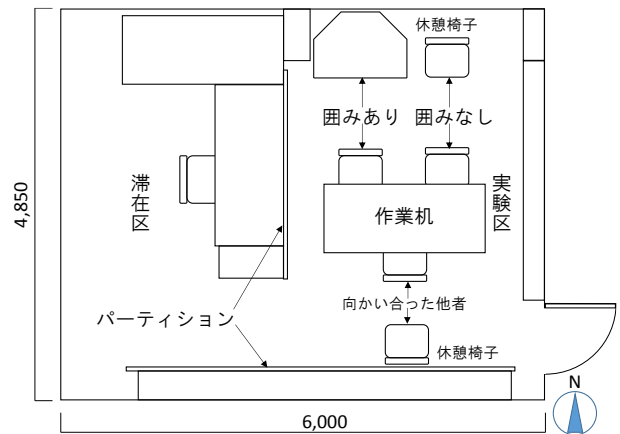 休憩椅子
囲みあり
囲みなし
滞在区
実験区
作業机
4,850
向かい合った他者
パーティション
休憩椅子
N
6,000